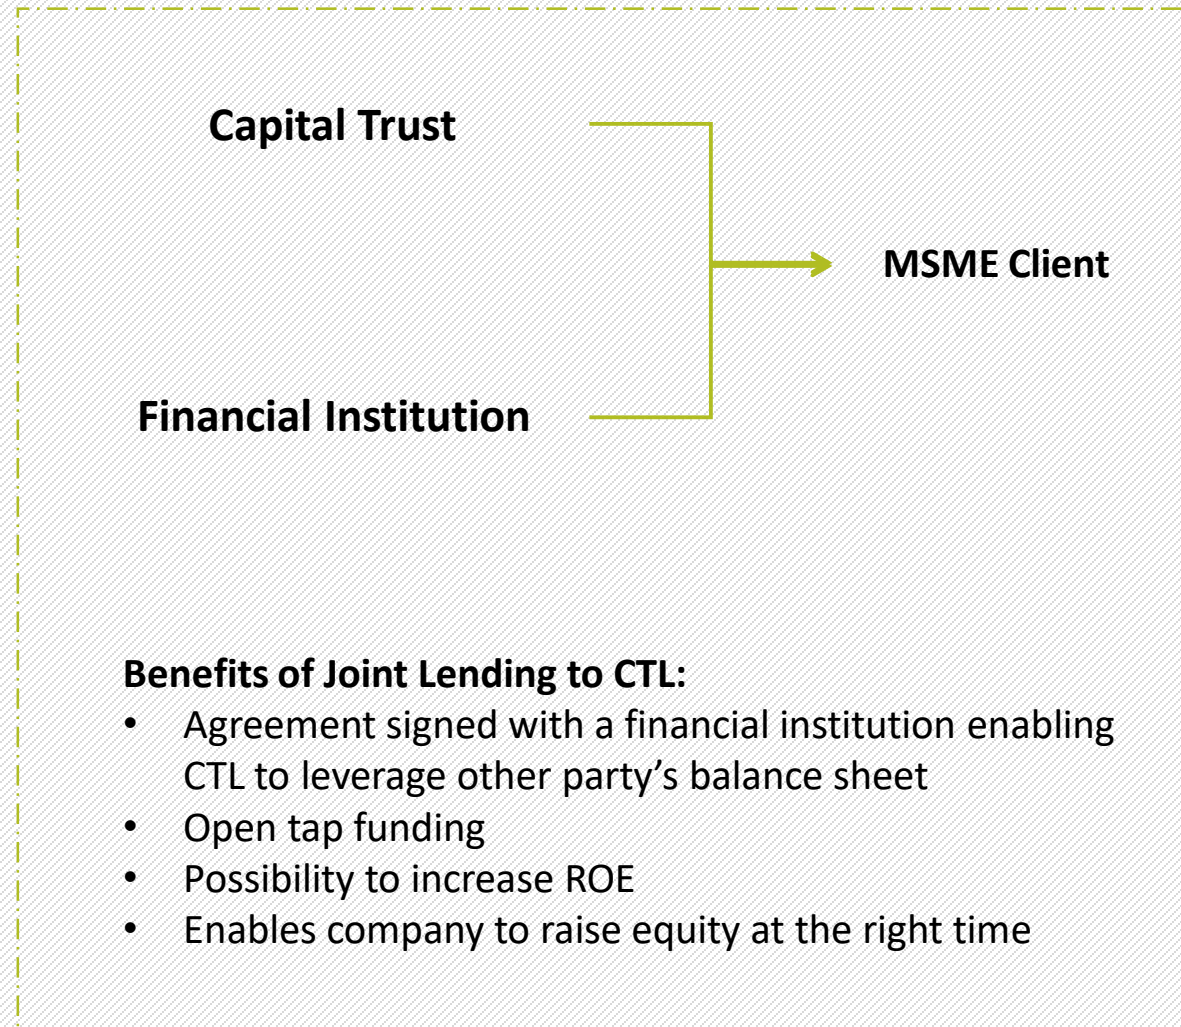 Capital Trust
MSME Client
Financial Institution
Benefits of Joint Lending to CTL:
• Agreement signed with a financial institution enabling
CTL to leverage other party’s balance sheet
• Open tap funding
• Possibility to increase ROE
• Enables company to raise equity at the right time